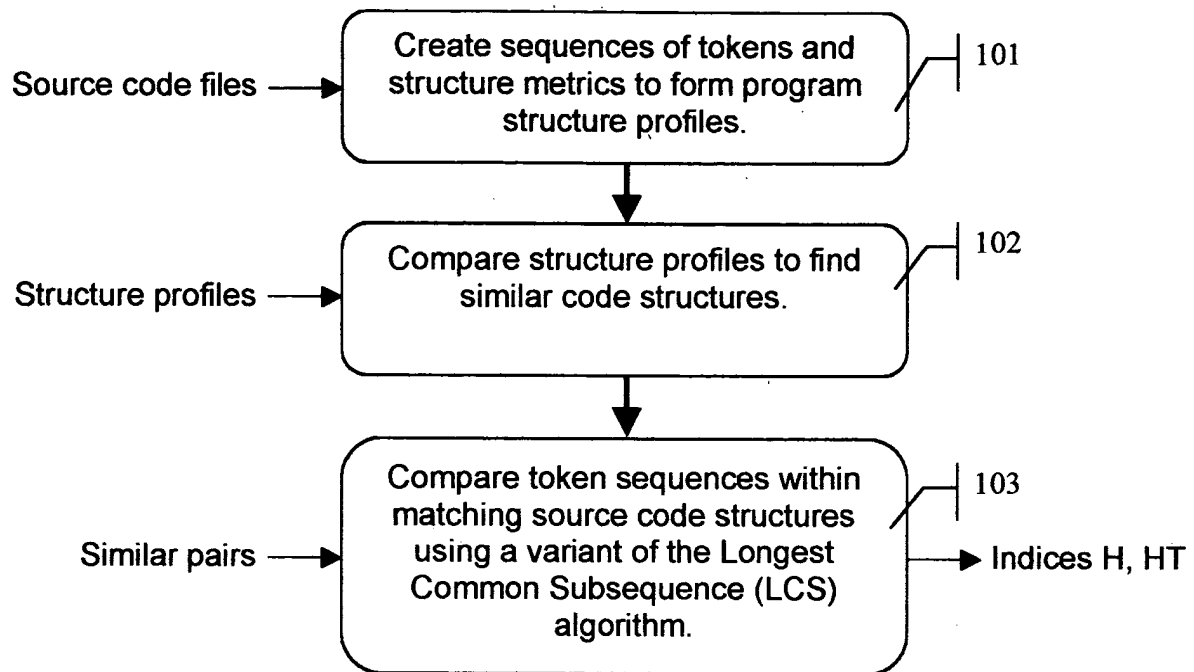 Create sequences of tokens and
structure metrics to form program
structure profiles.
101
Source code files
Compare structure profiles to find
similar code structures.
102
Structure profiles
Compare token sequences within
matching source code structures
using a variant of the Longest
Common Subsequence (LCS)
algorithm.
103
Similar pairs
Indices H, HT